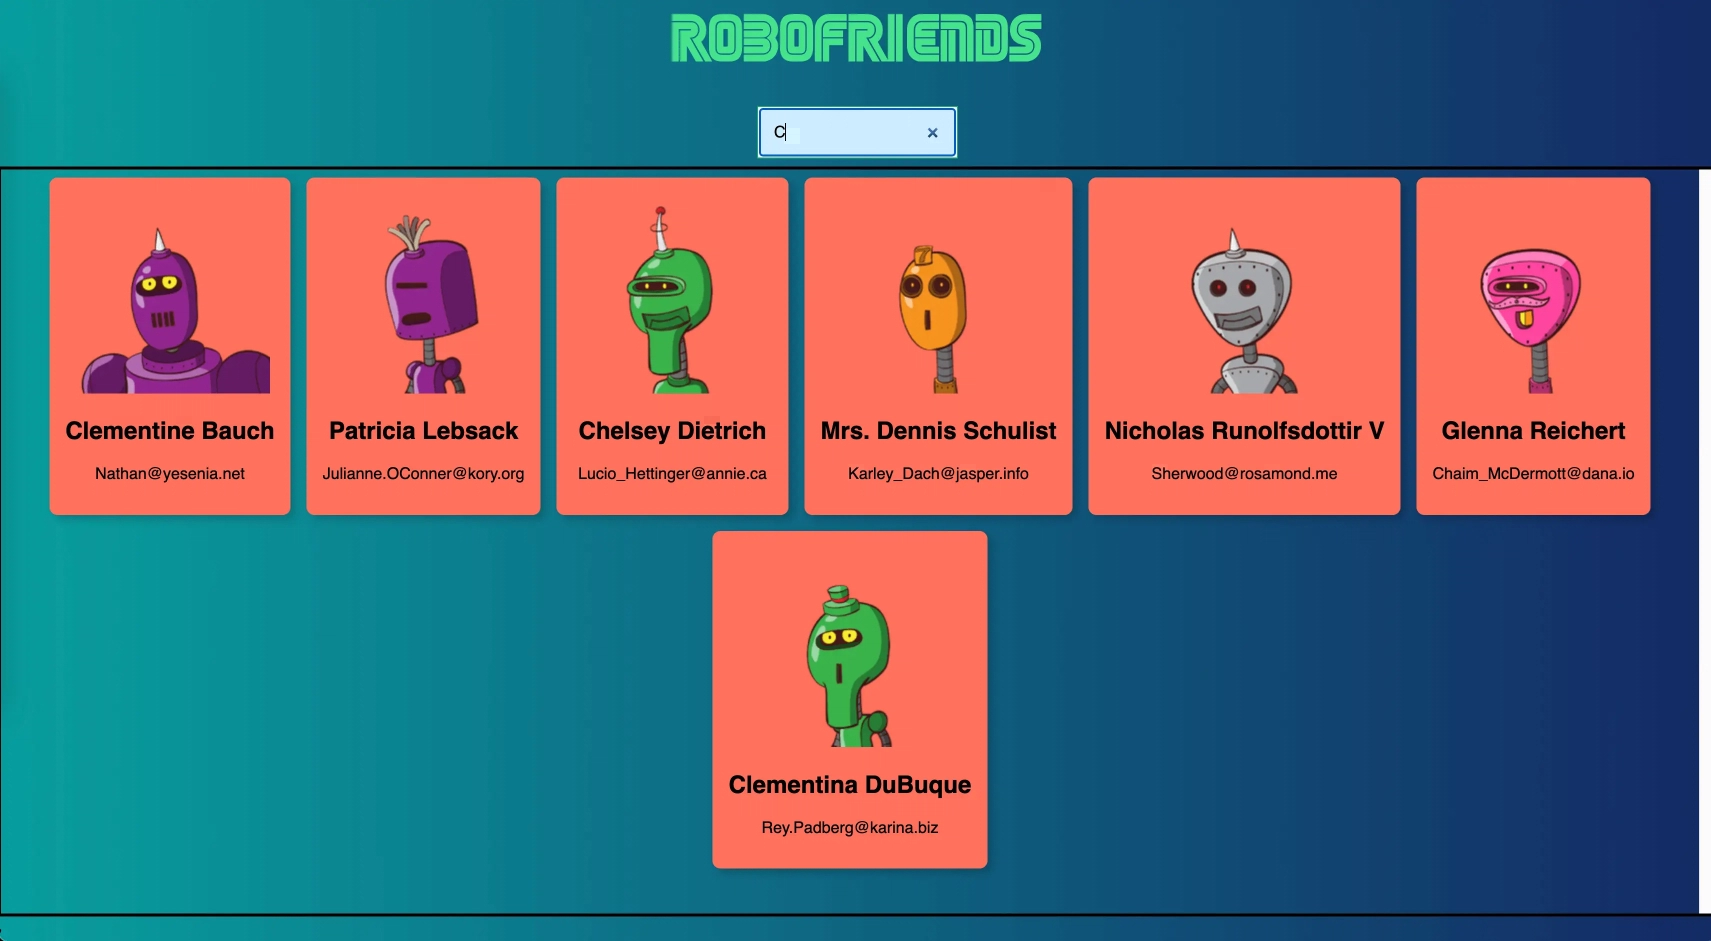 ROBOFRIENDS
C
Clementine Bauch
Nathan@yesenia.net
Patricia Lebsack
Julianne.OConner@kory.org
Chelsey Dietrich
Lucio_Hettinger@annie.ca
7
Mrs. Dennis Schulist
Karley_Dach@jasper.info
Nicholas Runolfsdottir V
Sherwood@rosamond.me
Glenna Reichert
Chaim_McDermott@dana.io
Clementina DuBuque
Rey.Padberg@karina.biz